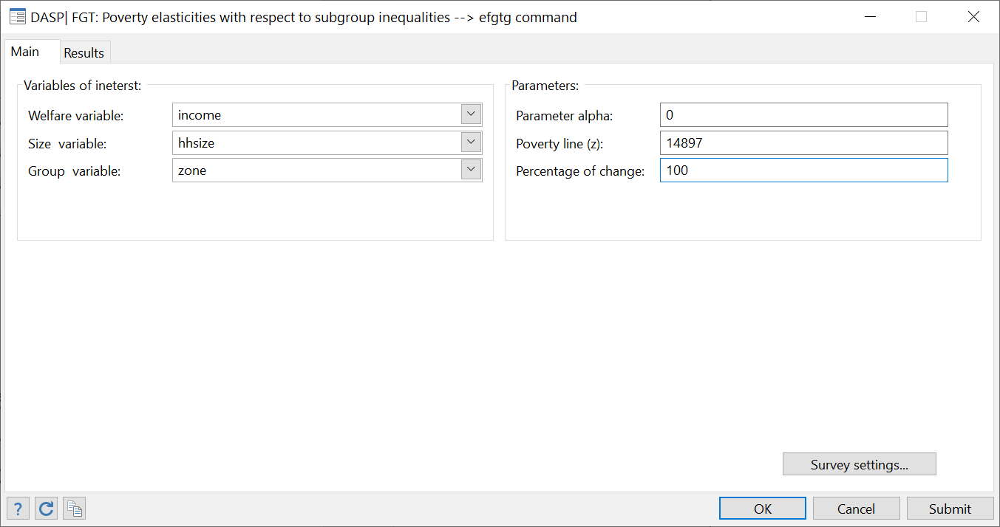 DASP| FGT: Poverty elasticities with respect to subgroup inequalities --> efgtg command
Main
Results
Variables of ineterst:
Welfare variable:
income
Size variable:
hhsize
Group variable:
zone
Parameters:
Parameter alpha:
0
Poverty line (z):
14897
Percentage of change:
100
Survey settings...
?
OK
Cancel
Submit